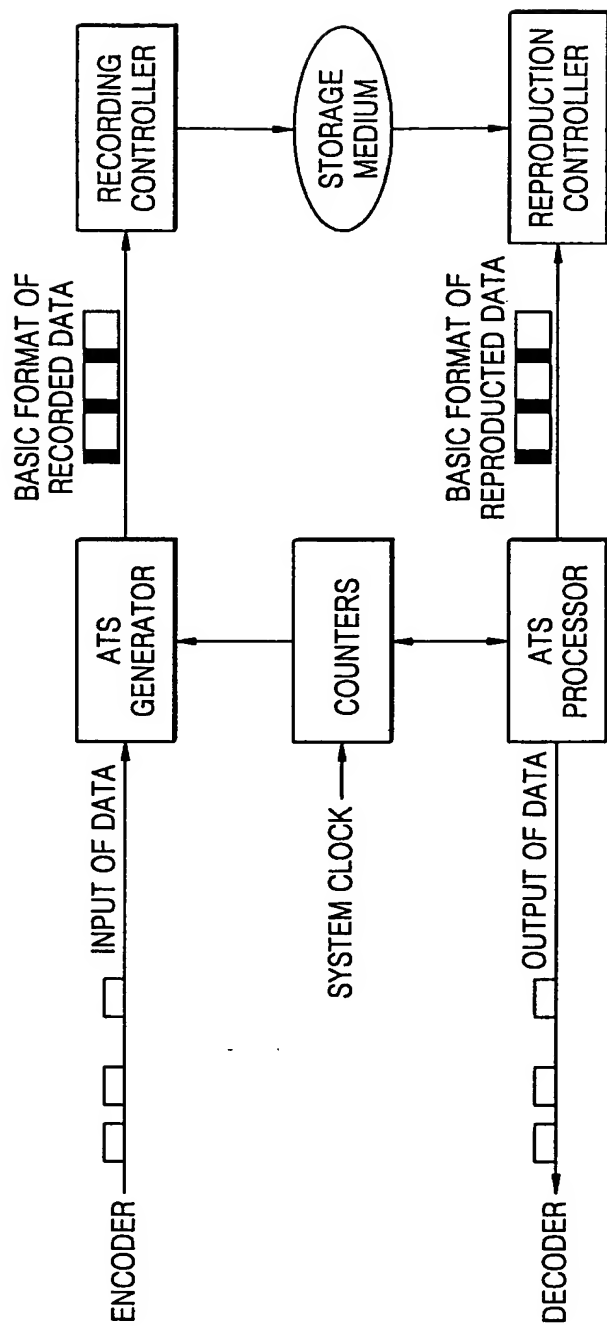 ENCODER
INPUT OF DATA
ATS
GENERATOR
BASIC FORMAT OF
RECORDED DATA
RECORDING
CONTROLLER
SYSTEM CLOCK
COUNTERS
STORAGE
MEDIUM
DECODER
OUTPUT OF DATA
ATS
PROCESSOR
BASIC FORMAT OF
REPRODUCTED DATA
REPRODUCTION
CONTROLLER